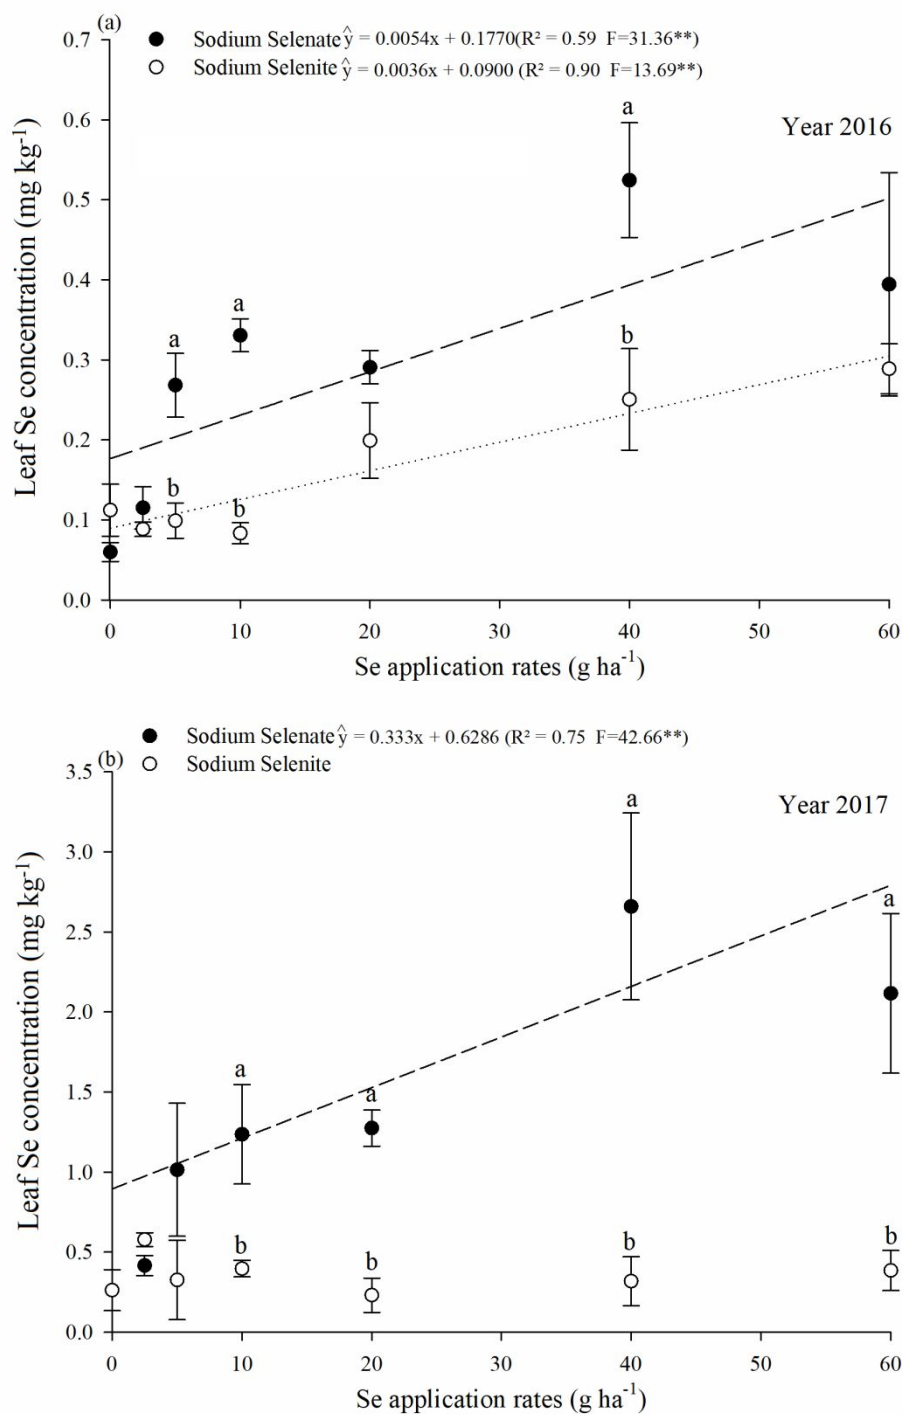 (a)
● Sodium Selenate ŷ = 0.0054x + 0.1770(R² = 0.59 F=31.36**)
○ Sodium Selenite ŷ = 0.0036x + 0.0900 (R² = 0.90 F=13.69**)
0.7
0.6
0.5
0.4
0.3
0.2
0.1
0.0
Leaf Se concentration (mg kg⁻¹)
Year 2016
a
a
a
b
b
b
0 10 20 30 40 50 60
Se application rates (g ha⁻¹)
● Sodium Selenate ŷ = 0.333x + 0.6286 (R² = 0.75 F=42.66**)
(b)
○ Sodium Selenite
3.5
3.0
2.5
2.0
1.5
1.0
0.5
0.0
Leaf Se concentration (mg kg⁻¹)
Year 2017
a
a
a
a
b
b
b
b
0 10 20 30 40 50 60
Se application rates (g ha⁻¹)